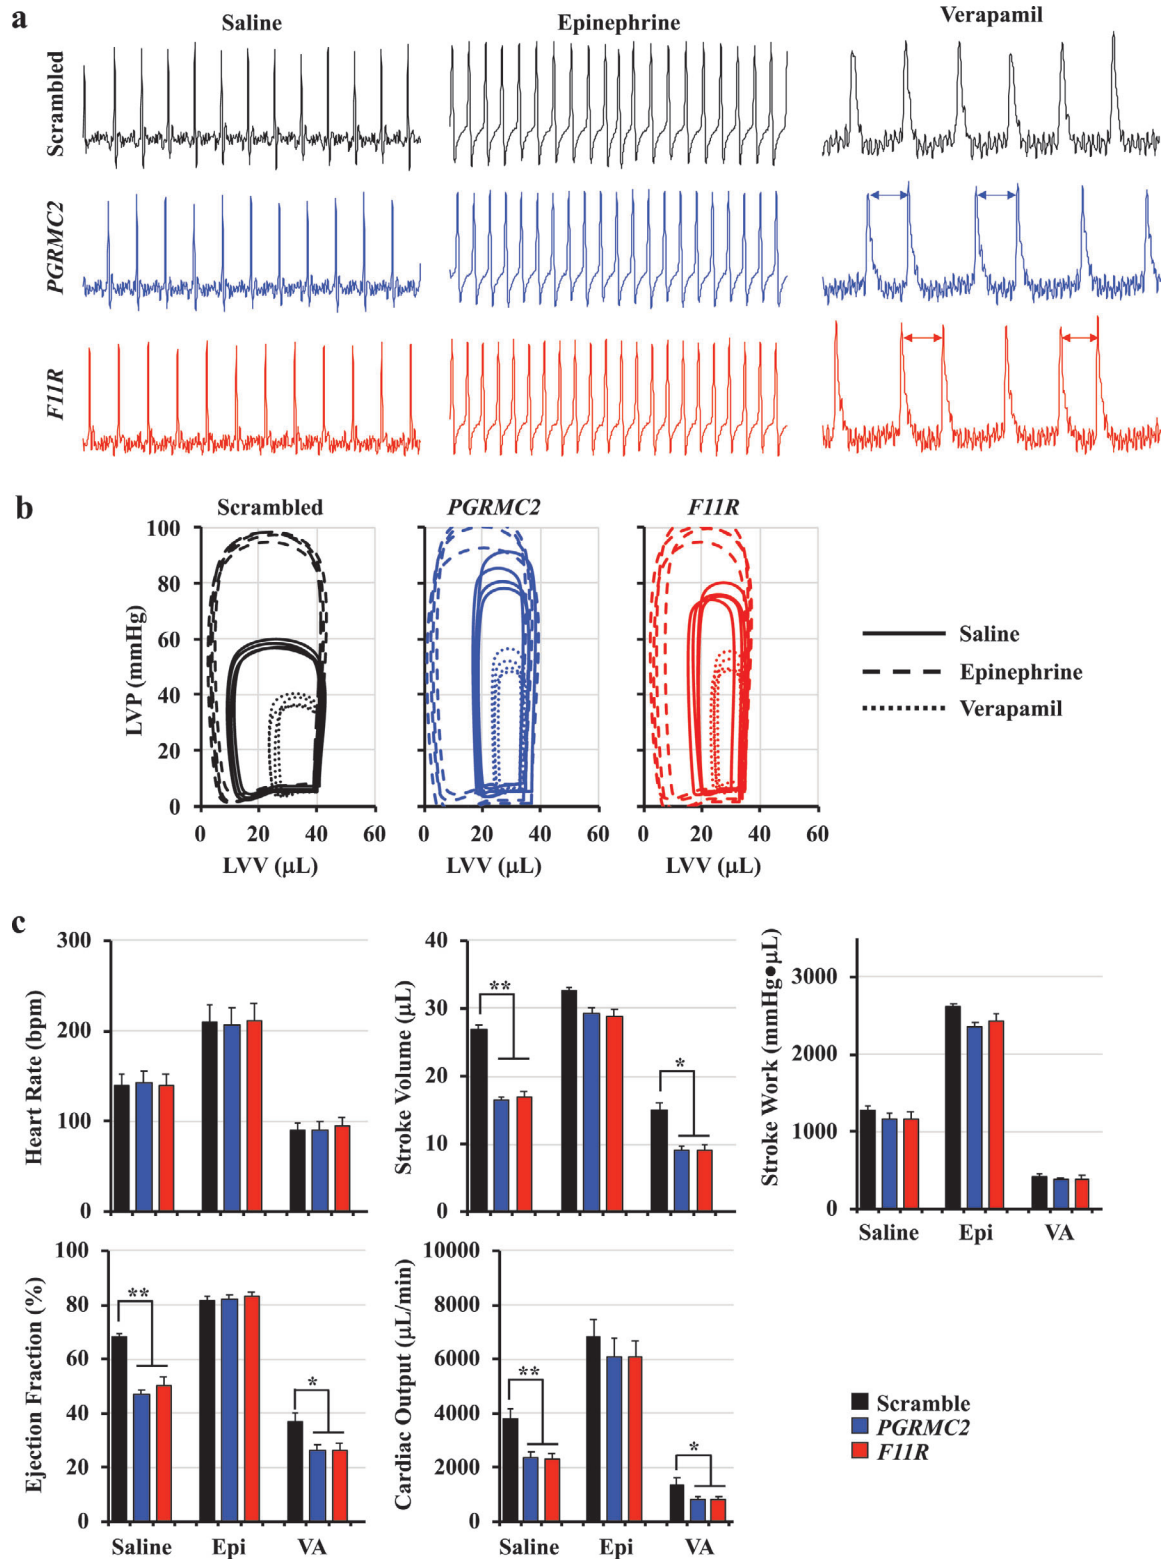 a
Saline
Epinephrine
Verapamil
Scrambled
PGRMC2
F11R
b
Scrambled
PGRMC2
F11R
LVP (mmHg)
100
80
60
40
20
0
0 20 40 60
0 20 40 60
0 20 40 60
LVV (μL)
LVV (μL)
LVV (μL)
Saline
Epinephrine
Verapamil
c
Heart Rate (bpm)
300
200
100
0
Stroke Volume (μL)
40
30
20
10
0
**
*
Stroke Work (mmHg●μL)
3000
2000
1000
0
Saline Epi VA
Ejection Fraction (%)
100
80
60
40
20
0
**
*
Saline Epi VA
Cardiac Output (μL/min)
10000
8000
6000
4000
2000
0
**
*
Saline Epi VA
Scramble
PGRMC2
F11R